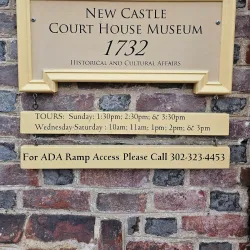 New Castle
Court House Museum
1732
Historical and Cultural Affairs
TOURS: Sunday: 1:30pm; 2:30pm; & 3:30pm
Wednesday-Saturday: 10am; 11am; 1pm; 2pm; & 3pm
For ADA Ramp Access Please Call 302-323-4453